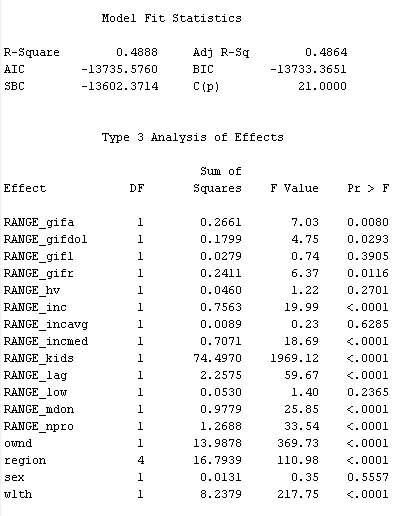 Model Fit Statistics
R-Square 0.4888 Adj R-Sq 0.4864
AIC -13735.5760 BIC -13733.3651
SBC -13602.3714 C(p) 21.0000
Type 3 Analysis of Effects
Sum of
Effect DF Squares F Value Pr > F
RANGE_gifa 1 0.2661 7.03 0.0080
RANGE_gifdol 1 0.1799 4.75 0.0293
RANGE_gifl 1 0.0279 0.74 0.3905
RANGE_gifr 1 0.2411 6.37 0.0116
RANGE_hv 1 0.0460 1.22 0.2701
RANGE_inc 1 0.7563 19.99 <.0001
RANGE_incavg 1 0.0089 0.23 0.6285
RANGE_incmed 1 0.7071 18.69 <.0001
RANGE_kids 1 74.4970 1969.12 <.0001
RANGE_lag 1 2.2575 59.67 <.0001
RANGE_low 1 0.0530 1.40 0.2365
RANGE_mdon 1 0.9779 25.85 <.0001
RANGE_npro 1 1.2688 33.54 <.0001
ownd 1 13.9878 369.73 <.0001
region 4 16.7939 110.98 <.0001
sex 1 0.0131 0.35 0.5557
wlth 1 8.2379 217.75 <.0001